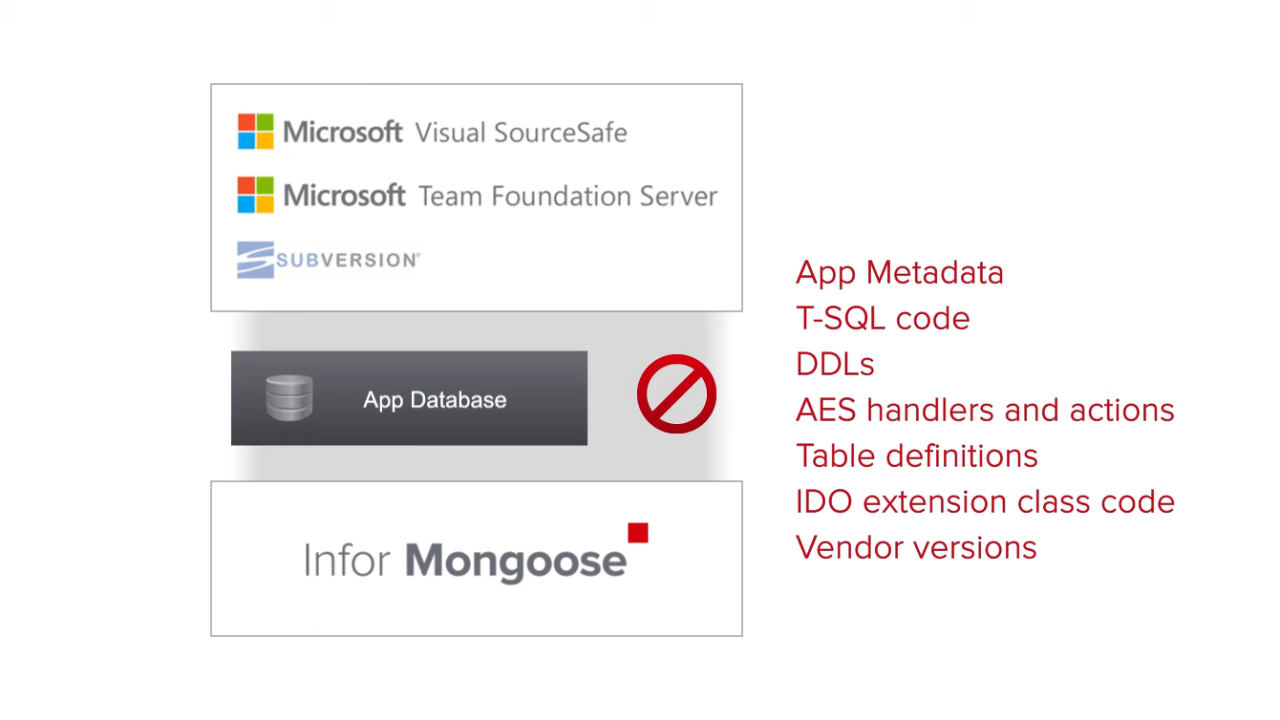 Microsoft Visual SourceSafe
Microsoft Team Foundation Server
SUBVERSION®
App Database
Infor Mongoose
App Metadata
T-SQL code
DDLs
AES handlers and actions
Table definitions
IDO extension class code
Vendor versions